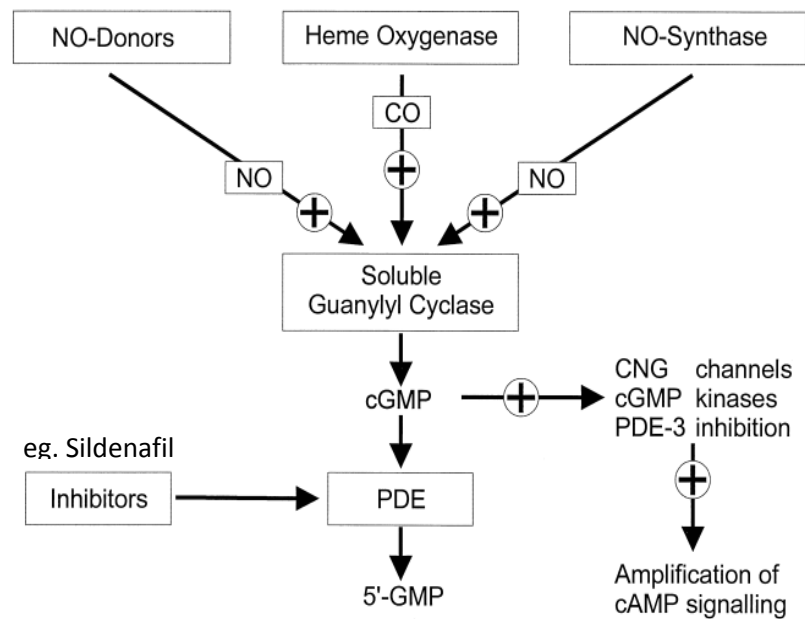 NO-Donors
Heme Oxygenase
NO-Synthase
CO
NO
NO
+
+
+
Soluble
Guanylyl Cyclase
cGMP
+
CNG channels
cGMP kinases
PDE-3 inhibition
eg. Sildenafil
Inhibitors
PDE
+
5'-GMP
Amplification of
cAMP signalling